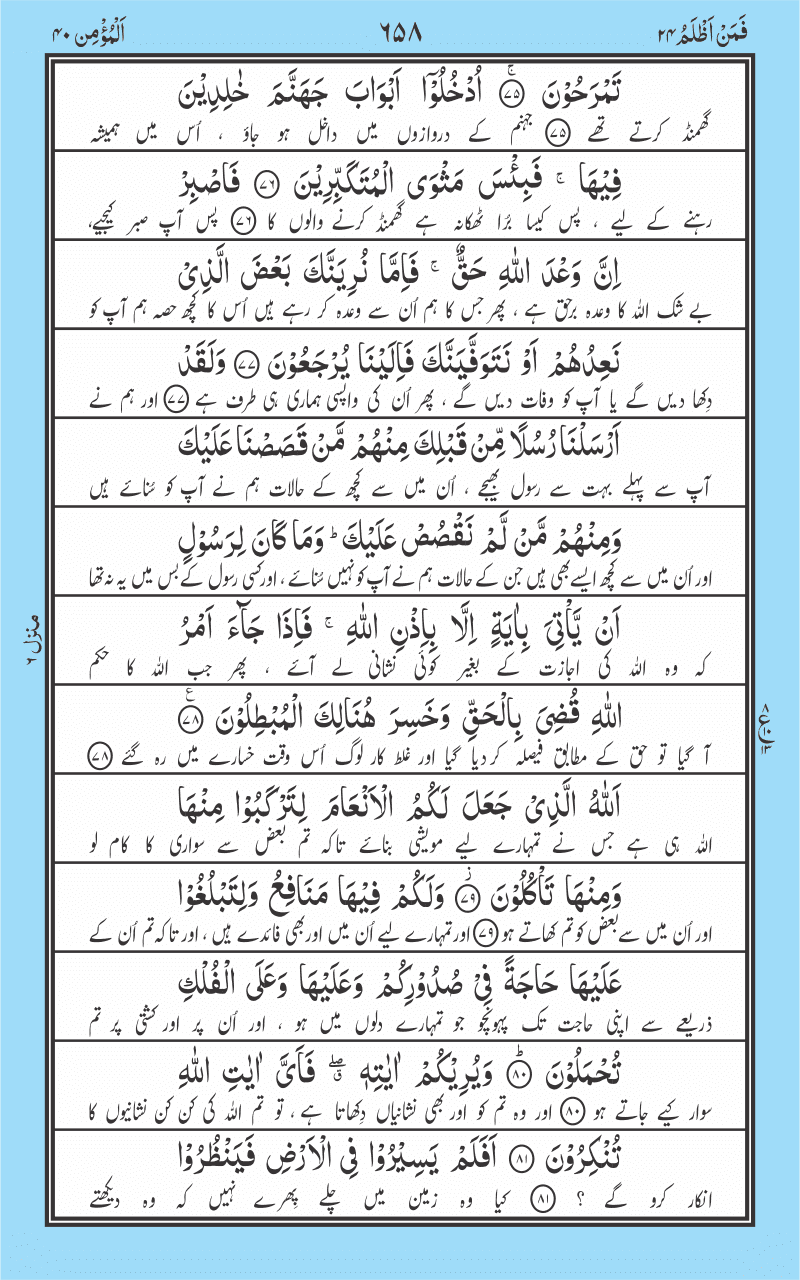 فَمَنْ اَظْلَمُ ۲۴
۶۵۸
اَلْمُؤْمِن ۴۰
تَمْرَحُوْنَ ﴿۷۵﴾ۚ اُدْخُلُوْۤا اَبْوَابَ جَهَنَّمَ خٰلِدِيْنَ
گھمنڈ کرتے تھے ﴿۷۵﴾ جہنم کے دروازوں میں داخل ہو جاؤ ، اُس میں ہمیشہ
فِيْهَا ۚ فَبِئْسَ مَثْوَى الْمُتَكَبِّرِيْنَ ﴿۷۶﴾ فَاصْبِرْ
رہنے کے لیے ، پس کیسا بُرا ٹھکانہ ہے گھمنڈ کرنے والوں کا ﴿۷۶﴾ پس آپ صبر کیجیے،
اِنَّ وَعْدَ اللّٰهِ حَقٌّ ۚ فَاِمَّا نُرِيَنَّكَ بَعْضَ الَّذِيْ
بے شک اللہ کا وعدہ برحق ہے ، پھر جس کا ہم اُن سے وعدہ کر رہے ہیں اُس کا کچھ حصہ ہم آپ کو
نَعِدُهُمْ اَوْ نَتَوَفَّيَنَّكَ فَاِلَيْنَا يُرْجَعُوْنَ ﴿۷۷﴾ وَلَقَدْ
دِکھا دیں گے یا آپ کو وفات دیں گے ، پھر اُن کی واپسی ہماری ہی طرف ہے ﴿۷۷﴾ اور ہم نے
اَرْسَلْنَا رُسُلًا مِّنْ قَبْلِكَ مِنْهُمْ مَّنْ قَصَصْنَا عَلَيْكَ
آپ سے پہلے بہت سے رسول بھیجے ، اُن میں سے کچھ کے حالات ہم نے آپ کو سُنائے ہیں
وَمِنْهُمْ مَّنْ لَّمْ نَقْصُصْ عَلَيْكَ ؕ وَمَا كَانَ لِرَسُوْلٍ
اور اُن میں سے کچھ ایسے بھی ہیں جن کے حالات ہم نے آپ کو نہیں سُنائے ، اور کسی رسول کے بس میں یہ نہ تھا
اَنْ يَّاْتِيَ بِاٰيَةٍ اِلَّا بِاِذْنِ اللّٰهِ ۚ فَاِذَا جَآءَ اَمْرُ
کہ وہ اللہ کی اجازت کے بغیر کوئی نشانی لے آئے ، پھر جب اللہ کا حکم
اللّٰهِ قُضِيَ بِالْحَقِّ وَخَسِرَ هُنَالِكَ الْمُبْطِلُوْنَ ﴿۷۸﴾ع
آ گیا تو حق کے مطابق فیصلہ کر دیا گیا اور غلط کار لوگ اُس وقت خسارے میں رہ گئے ﴿۷۸﴾
اَللّٰهُ الَّذِيْ جَعَلَ لَكُمُ الْاَنْعَامَ لِتَرْكَبُوْا مِنْهَا
اللہ ہی ہے جس نے تمہارے لیے مویشی بنائے تاکہ تم بعض سے سواری کا کام لو
وَمِنْهَا تَاْكُلُوْنَ ﴿۷۹﴾ؗ وَلَكُمْ فِيْهَا مَنَافِعُ وَلِتَبْلُغُوْا
اور اُن میں سے بعض کو تم کھاتے ہو ﴿۷۹﴾ اور تمہارے لیے اُن میں اور بھی فائدے ہیں ، اور تاکہ تم اُن کے
عَلَيْهَا حَاجَةً فِيْ صُدُوْرِكُمْ وَعَلَيْهَا وَعَلَى الْفُلْكِ
ذریعے سے اپنی حاجت تک پہونچو جو تمہارے دلوں میں ہو ، اور اُن پر اور کشتی پر تم
تُحْمَلُوْنَ ﴿۸۰﴾ؕ وَيُرِيْكُمْ اٰيٰتِهٖ ۖق فَاَيَّ اٰيٰتِ اللّٰهِ
سوار کیے جاتے ہو ﴿۸۰﴾ اور وہ تم کو اور بھی نشانیاں دِکھاتا ہے ، تو تم اللہ کی کن کن نشانیوں کا
تُنْكِرُوْنَ ﴿۸۱﴾ اَفَلَمْ يَسِيْرُوْا فِي الْاَرْضِ فَيَنْظُرُوْا
انکار کرو گے ؟ ﴿۸۱﴾ کیا وہ زمین میں چلے پھرے نہیں کہ وہ دیکھتے
منزل ۶
۸ ع ۱۰ ۱۳